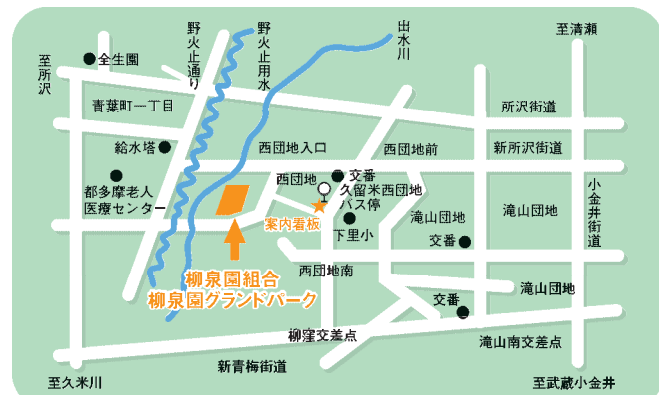 至所沢
全生園
野火止通り
野火止用水
出水川
至清瀬
青葉町一丁目
所沢街道
給水塔
西団地入口
西団地前
新所沢街道
都多摩老人
医療センター
西団地
交番
久留米西団地
バス停
案内看板
下里小
滝山団地
交番
滝山団地
小金井街道
柳泉園組合
柳泉園グランドパーク
西団地南
滝山団地
交番
柳窪交差点
滝山南交差点
新青梅街道
至久米川
至武蔵小金井